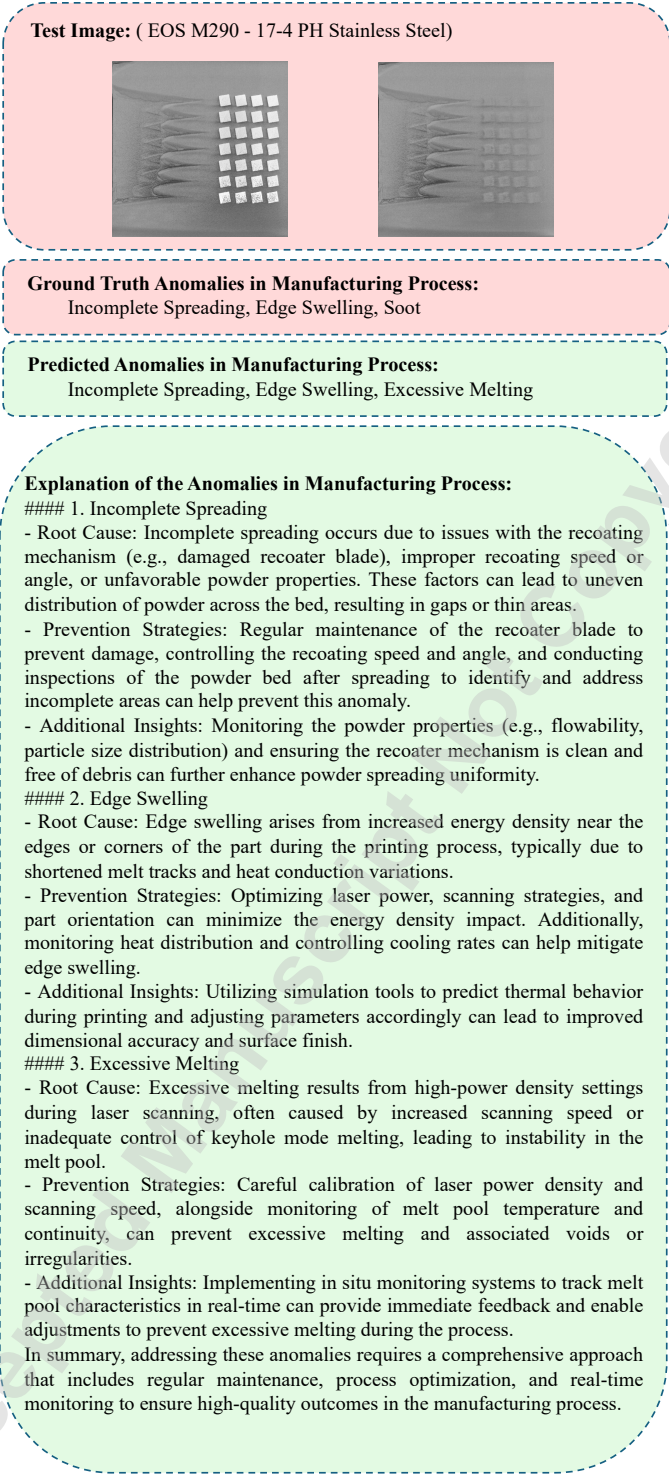 Test Image: ( EOS M290 - 17-4 PH Stainless Steel)
Ground Truth Anomalies in Manufacturing Process:
Incomplete Spreading, Edge Swelling, Soot
Predicted Anomalies in Manufacturing Process:
Incomplete Spreading, Edge Swelling, Excessive Melting
Explanation of the Anomalies in Manufacturing Process:
#### 1. Incomplete Spreading
- Root Cause: Incomplete spreading occurs due to issues with the recoating
mechanism (e.g., damaged recoater blade), improper recoating speed or
angle, or unfavorable powder properties. These factors can lead to uneven
distribution of powder across the bed, resulting in gaps or thin areas.
- Prevention Strategies: Regular maintenance of the recoater blade to
prevent damage, controlling the recoating speed and angle, and conducting
inspections of the powder bed after spreading to identify and address
incomplete areas can help prevent this anomaly.
- Additional Insights: Monitoring the powder properties (e.g., flowability,
particle size distribution) and ensuring the recoater mechanism is clean and
free of debris can further enhance powder spreading uniformity.
#### 2. Edge Swelling
- Root Cause: Edge swelling arises from increased energy density near the
edges or corners of the part during the printing process, typically due to
shortened melt tracks and heat conduction variations.
- Prevention Strategies: Optimizing laser power, scanning strategies, and
part orientation can minimize the energy density impact. Additionally,
monitoring heat distribution and controlling cooling rates can help mitigate
edge swelling.
- Additional Insights: Utilizing simulation tools to predict thermal behavior
during printing and adjusting parameters accordingly can lead to improved
dimensional accuracy and surface finish.
#### 3. Excessive Melting
- Root Cause: Excessive melting results from high-power density settings
during laser scanning, often caused by increased scanning speed or
inadequate control of keyhole mode melting, leading to instability in the
melt pool.
- Prevention Strategies: Careful calibration of laser power density and
scanning speed, alongside monitoring of melt pool temperature and
continuity, can prevent excessive melting and associated voids or
irregularities.
- Additional Insights: Implementing in situ monitoring systems to track melt
pool characteristics in real-time can provide immediate feedback and enable
adjustments to prevent excessive melting during the process.
In summary, addressing these anomalies requires a comprehensive approach
that includes regular maintenance, process optimization, and real-time
monitoring to ensure high-quality outcomes in the manufacturing process.
Manuscript Not